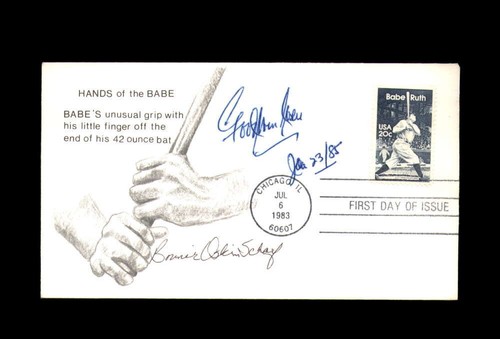 HANDS of the BABE
BABE'S unusual grip with
his little finger off the
end of his 42 ounce bat
Jan 23/85
Babe Ruth
USA
20c
CHICAGO, IL
JUL
6
1983
60607
FIRST DAY OF ISSUE